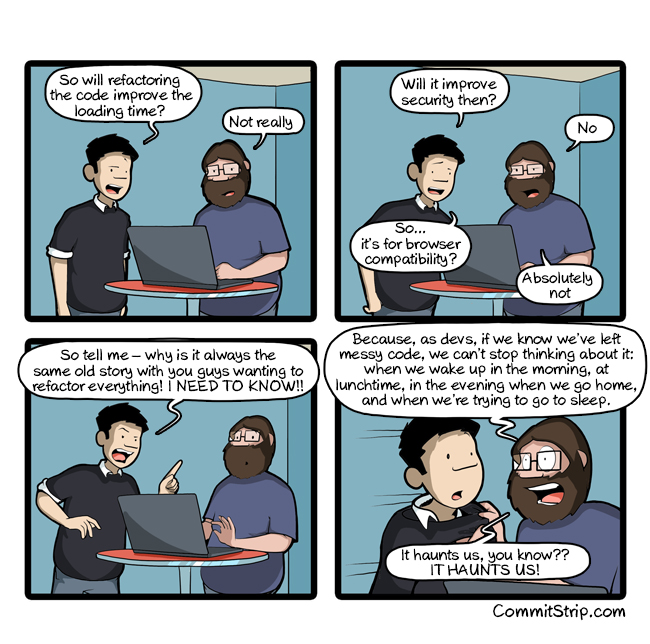 So will refactoring
the code improve the
loading time?
Not really
Will it improve
security then?
No
So...
it's for browser
compatibility?
Absolutely
not
So tell me – why is it always the
same old story with you guys wanting to
refactor everything! I NEED TO KNOW!!
Because, as devs, if we know we've left
messy code, we can't stop thinking about it:
when we wake up in the morning, at
lunchtime, in the evening when we go home,
and when we're trying to go to sleep.
It haunts us, you know??
IT HAUNTS US!
CommitStrip.com